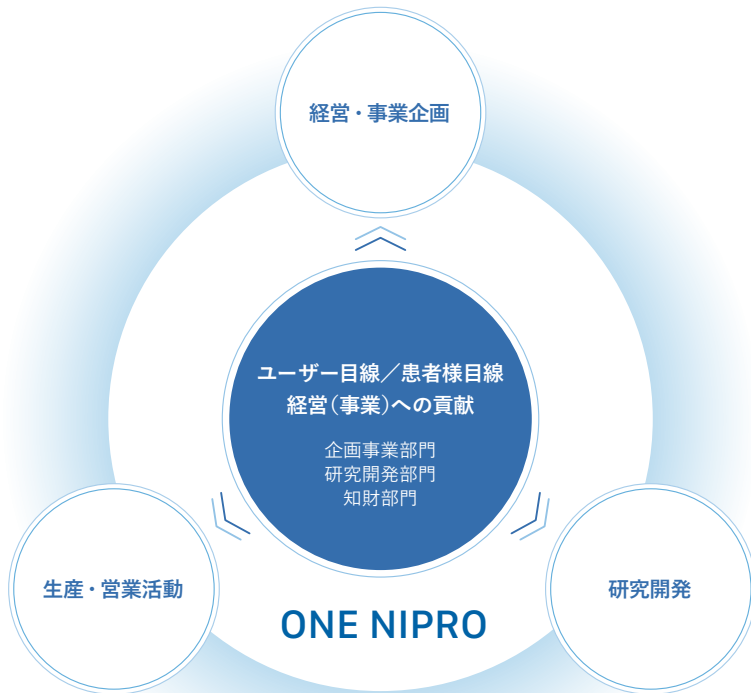 経営・事業企画
ユーザー目線／患者様目線
経営（事業）への貢献
企画事業部門
研究開発部門
知財部門
生産・営業活動
研究開発
ONE NIPRO